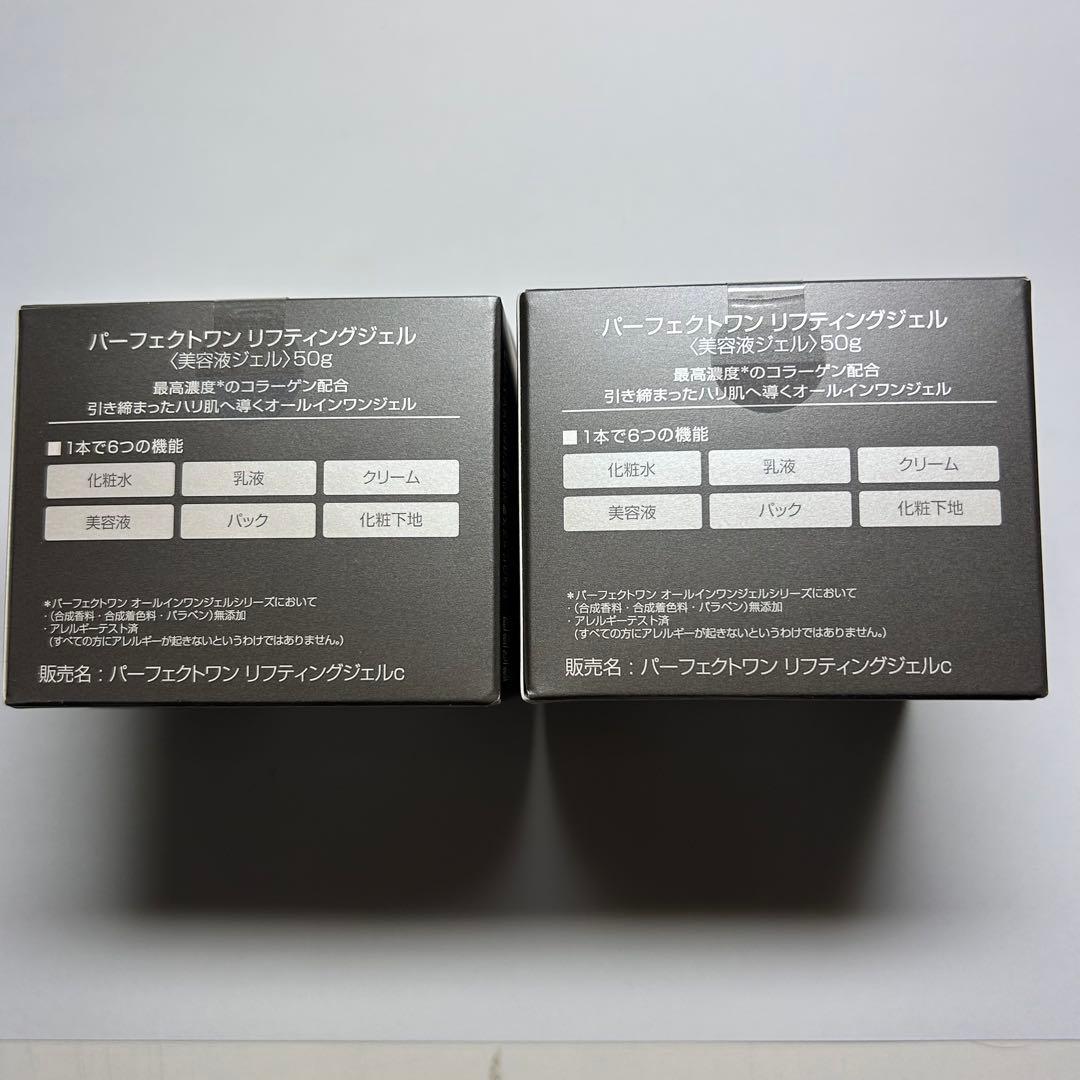 パーフェクトワン リフティングジェル
〈美容液ジェル〉50g
最高濃度*のコラーゲン配合
引き締まったハリ肌へ導くオールインワンジェル
■1本で6つの機能
化粧水 乳液 クリーム
美容液 パック 化粧下地
*パーフェクトワン オールインワンジェルシリーズにおいて
・(合成香料・合成着色料・パラベン)無添加
・アレルギーテスト済
(すべての方にアレルギーが起きないというわけではありません。)
販売名：パーフェクトワン リフティングジェルc
パーフェクトワン リフティングジェル
〈美容液ジェル〉50g
最高濃度*のコラーゲン配合
引き締まったハリ肌へ導くオールインワンジェル
■1本で6つの機能
化粧水 乳液 クリーム
美容液 パック 化粧下地
*パーフェクトワン オールインワンジェルシリーズにおいて
・(合成香料・合成着色料・パラベン)無添加
・アレルギーテスト済
(すべての方にアレルギーが起きないというわけではありません。)
販売名：パーフェクトワン リフティングジェルc